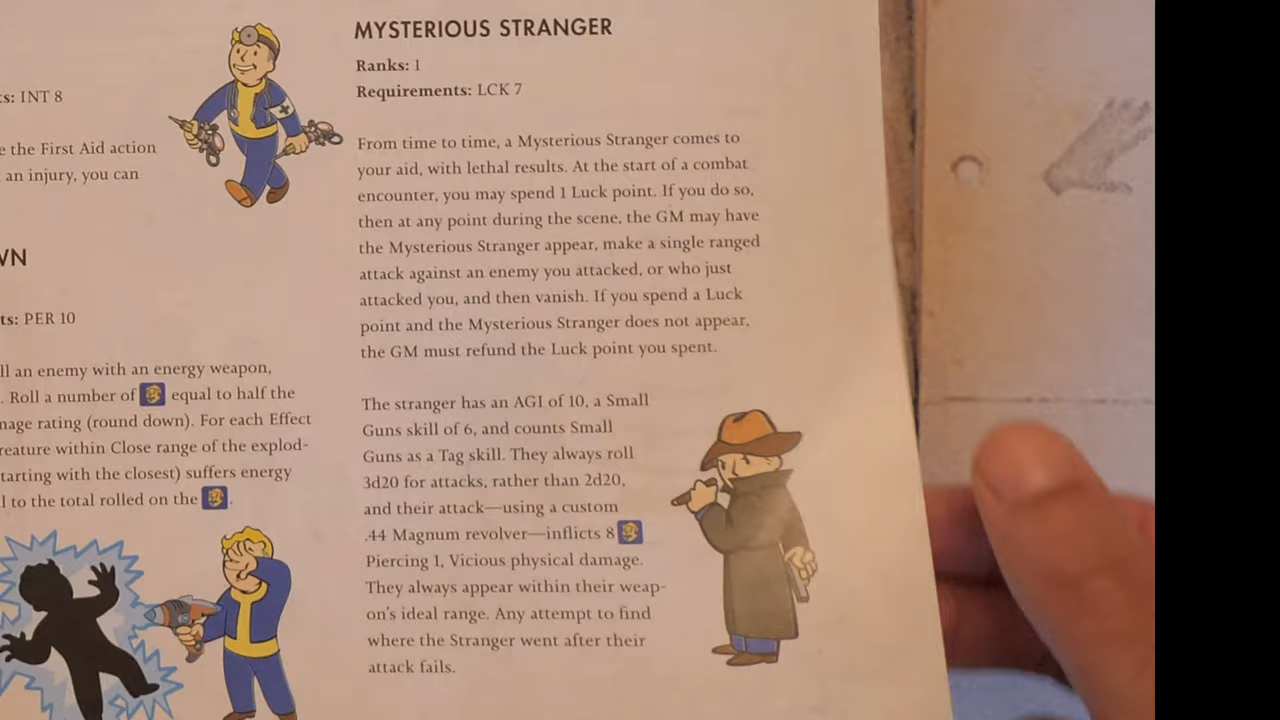 s: INT 8
e the First Aid action
an injury, you can
WN
ts: PER 10
ll an enemy with an energy weapon,
. Roll a number of equal to half the
mage rating (round down). For each Effect
reature within Close range of the explod-
tarting with the closest) suffers energy
l to the total rolled on the .
MYSTERIOUS STRANGER
Ranks: 1
Requirements: LCK 7
From time to time, a Mysterious Stranger comes to
your aid, with lethal results. At the start of a combat
encounter, you may spend 1 Luck point. If you do so,
then at any point during the scene, the GM may have
the Mysterious Stranger appear, make a single ranged
attack against an enemy you attacked, or who just
attacked you, and then vanish. If you spend a Luck
point and the Mysterious Stranger does not appear,
the GM must refund the Luck point you spent.
The stranger has an AGI of 10, a Small
Guns skill of 6, and counts Small
Guns as a Tag skill. They always roll
3d20 for attacks, rather than 2d20,
and their attack—using a custom
.44 Magnum revolver—inflicts 8
Piercing 1, Vicious physical damage.
They always appear within their weap-
on's ideal range. Any attempt to find
where the Stranger went after their
attack fails.